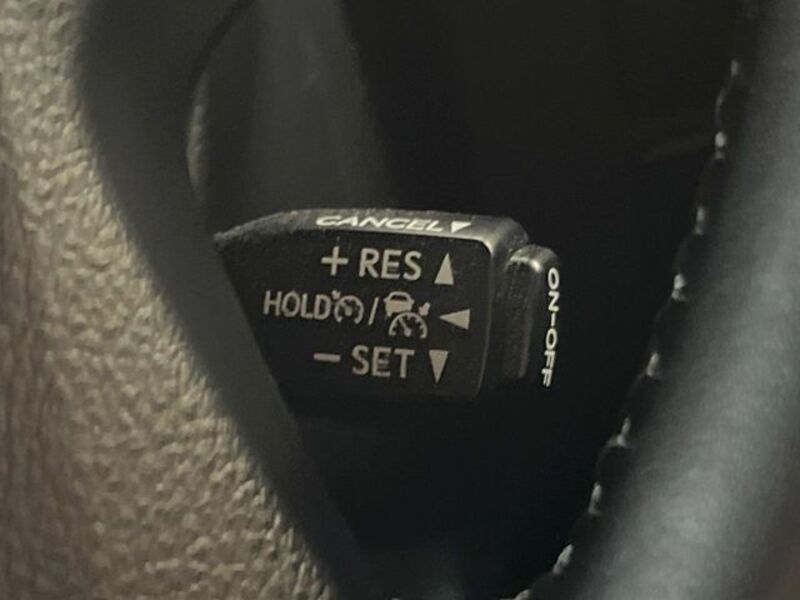 CANCEL▼
+ RES ▲
HOLD / ◀
− SET ▼
ON-OFF